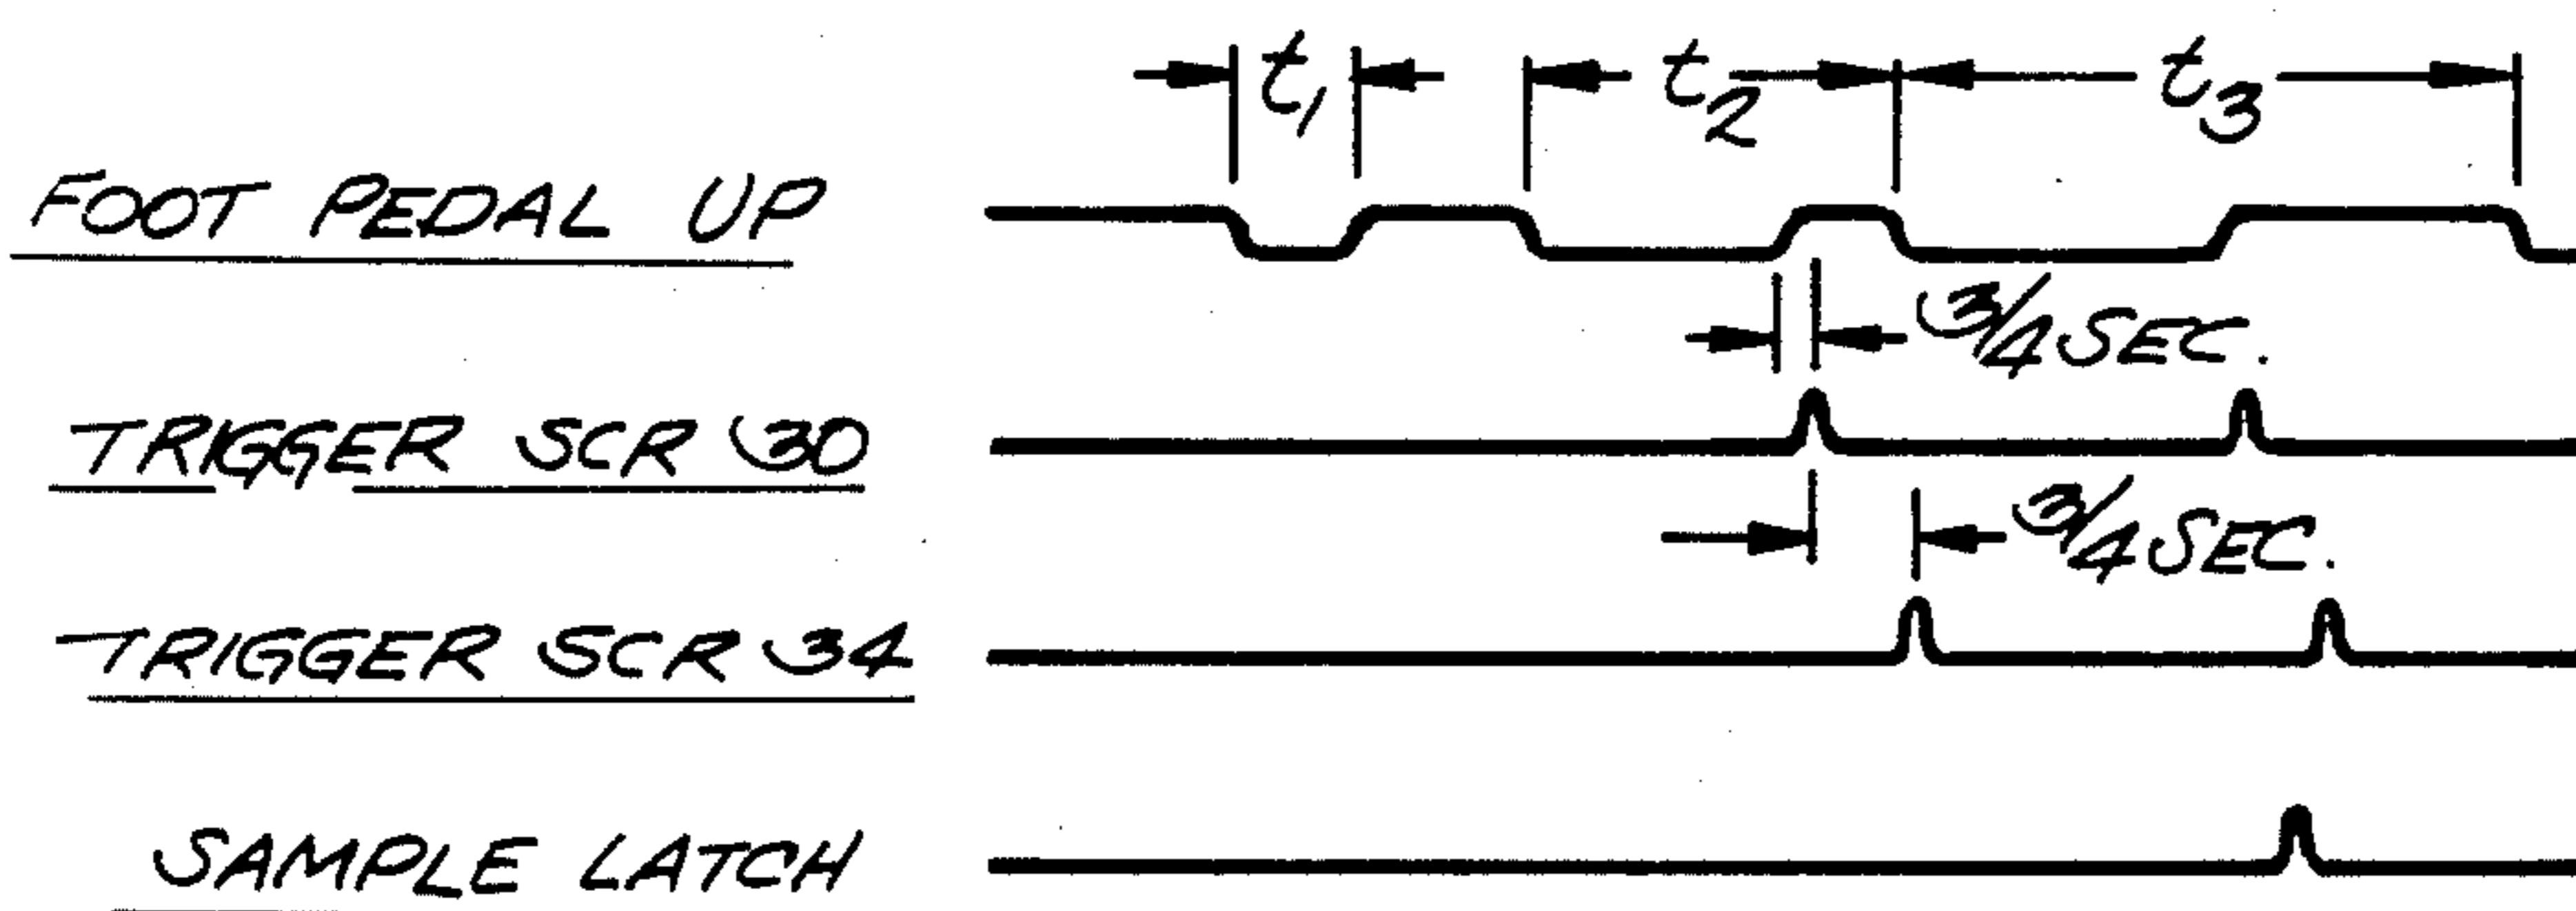 t1 t2 t3
FOOT PEDAL UP
3/4 SEC.
TRIGGER SCR 30
3/4 SEC.
TRIGGER SCR 34
SAMPLE LATCH